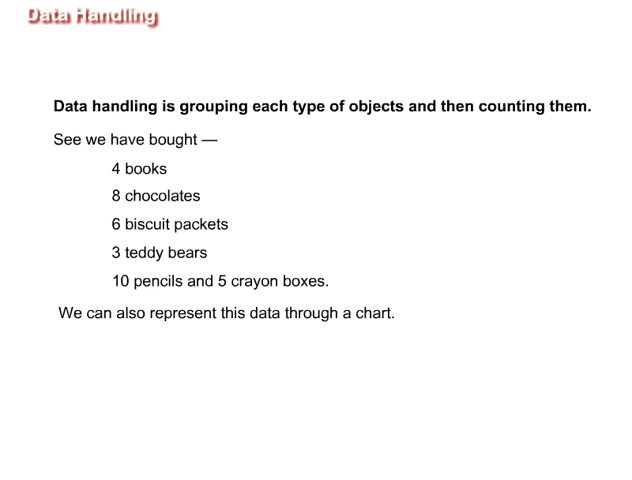 Data Handling
Data handling is grouping each type of objects and then counting them.
See we have bought —
4 books
8 chocolates
6 biscuit packets
3 teddy bears
10 pencils and 5 crayon boxes.
We can also represent this data through a chart.